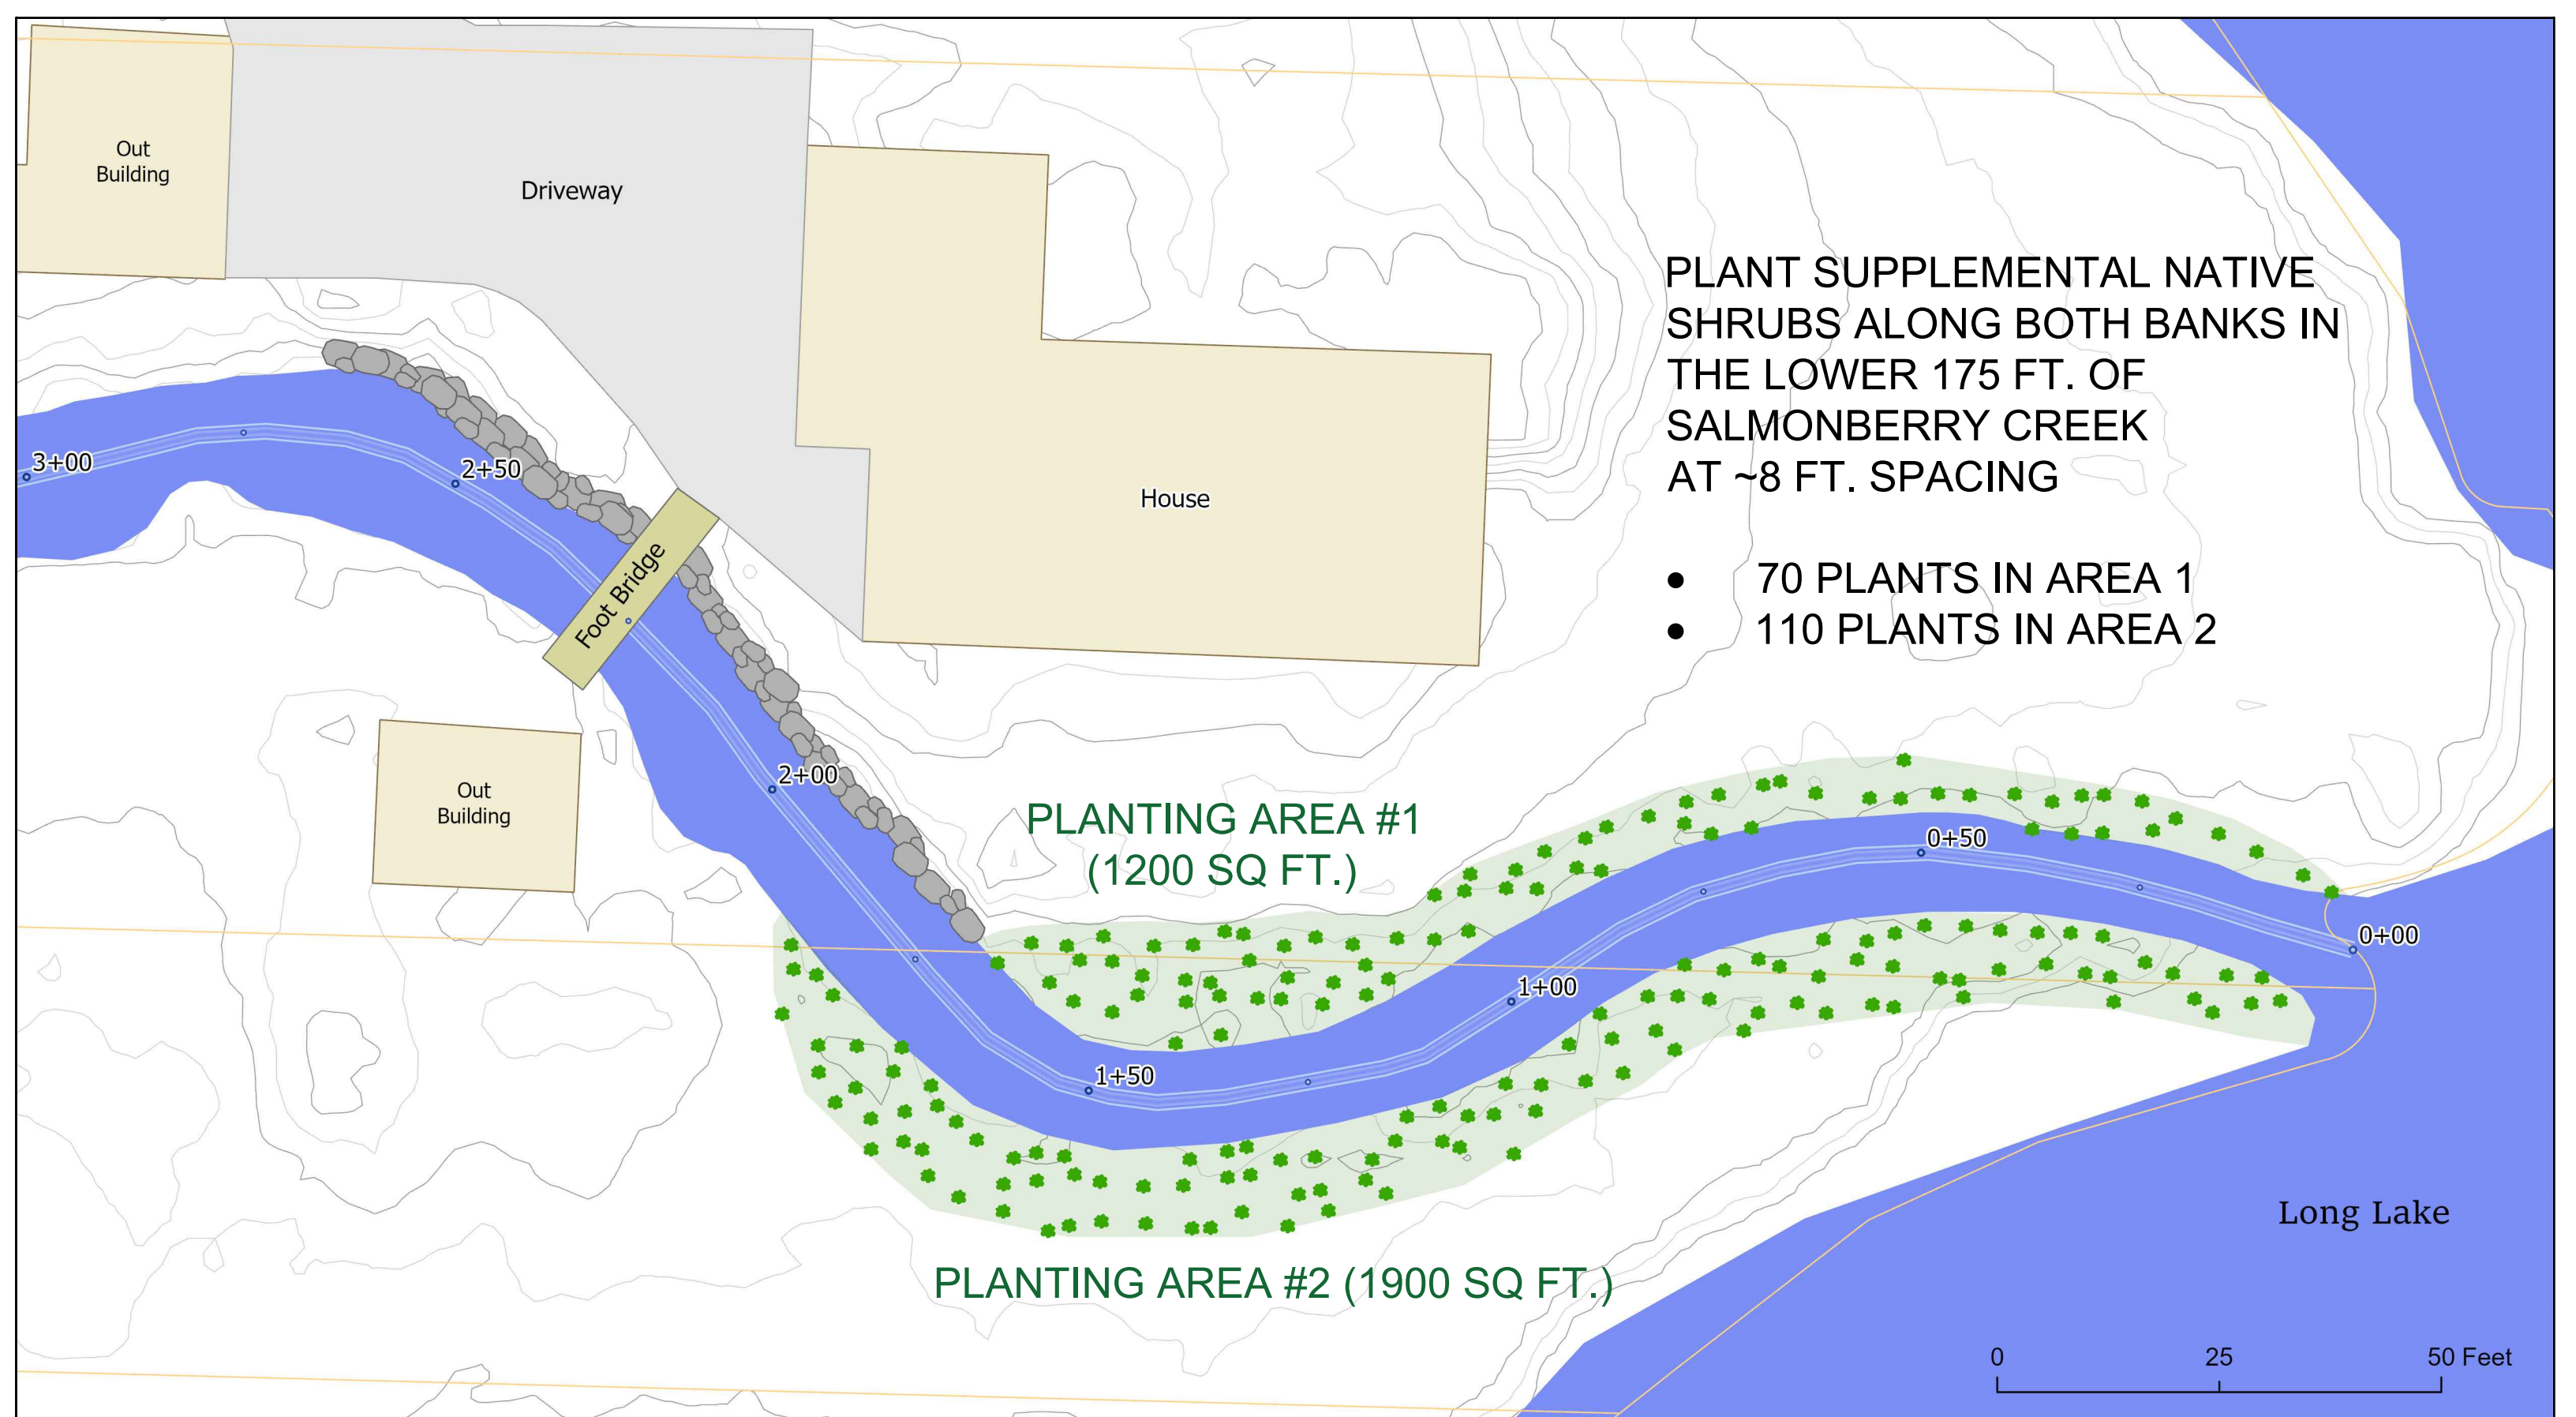 Out
Building
Driveway
House
PLANT SUPPLEMENTAL NATIVE
SHRUBS ALONG BOTH BANKS IN
THE LOWER 175 FT. OF
SALMONBERRY CREEK
AT ~8 FT. SPACING
● 70 PLANTS IN AREA 1
● 110 PLANTS IN AREA 2
3+00
2+50
Foot Bridge
2+00
Out
Building
PLANTING AREA #1
(1200 SQ FT.)
0+50
0+00
1+00
1+50
Long Lake
PLANTING AREA #2 (1900 SQ FT.)
0 25 50 Feet